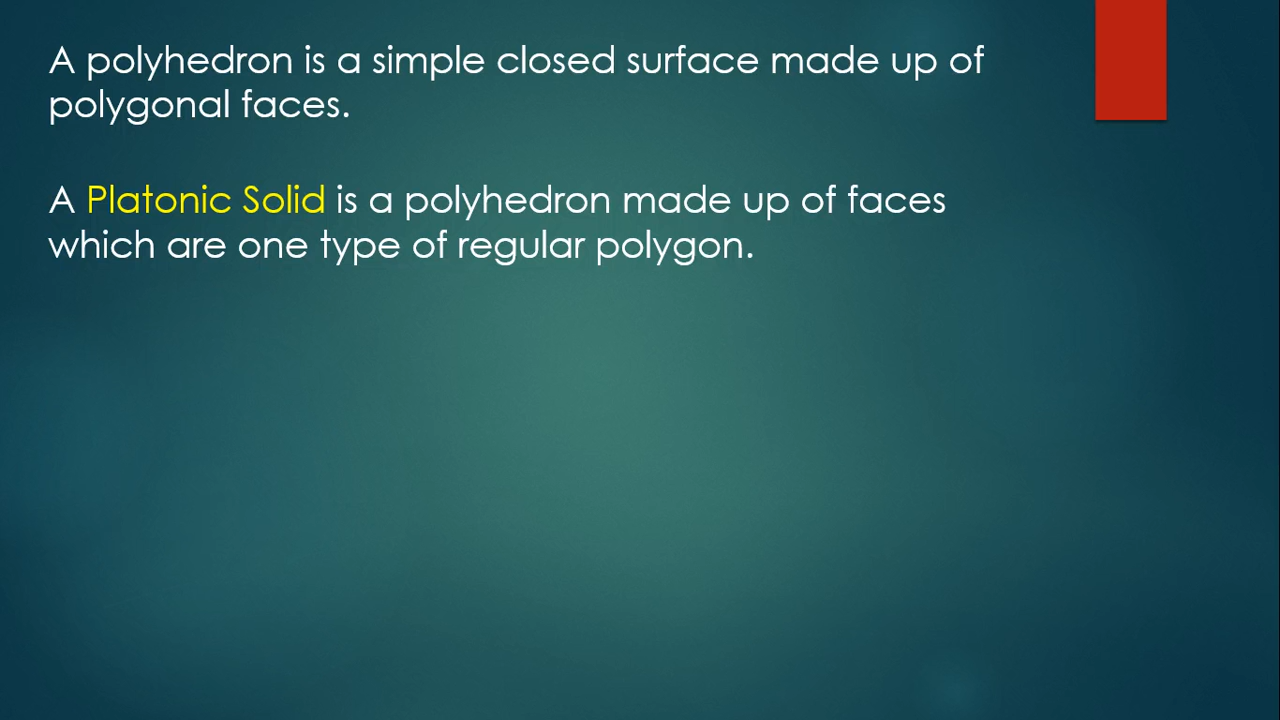 A polyhedron is a simple closed surface made up of
polygonal faces.
A Platonic Solid is a polyhedron made up of faces
which are one type of regular polygon.